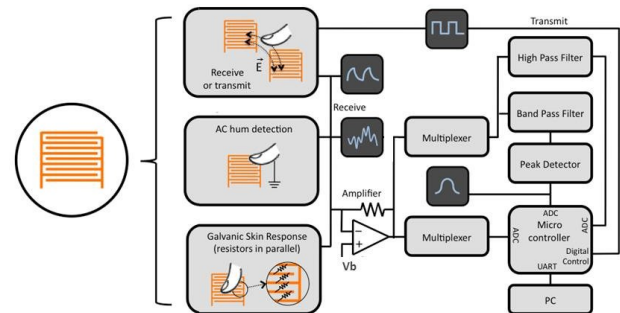 Transmit
Receive
or transmit
E
High Pass Filter
Receive
AC hum detection
Multiplexer
Band Pass Filter
Peak Detector
Amplifier
Galvanic Skin Response
(resistors in parallel)
−
+
Vb
Multiplexer
ADC
ADC
Micro
controller
ADC
Digital
Control
UART
PC